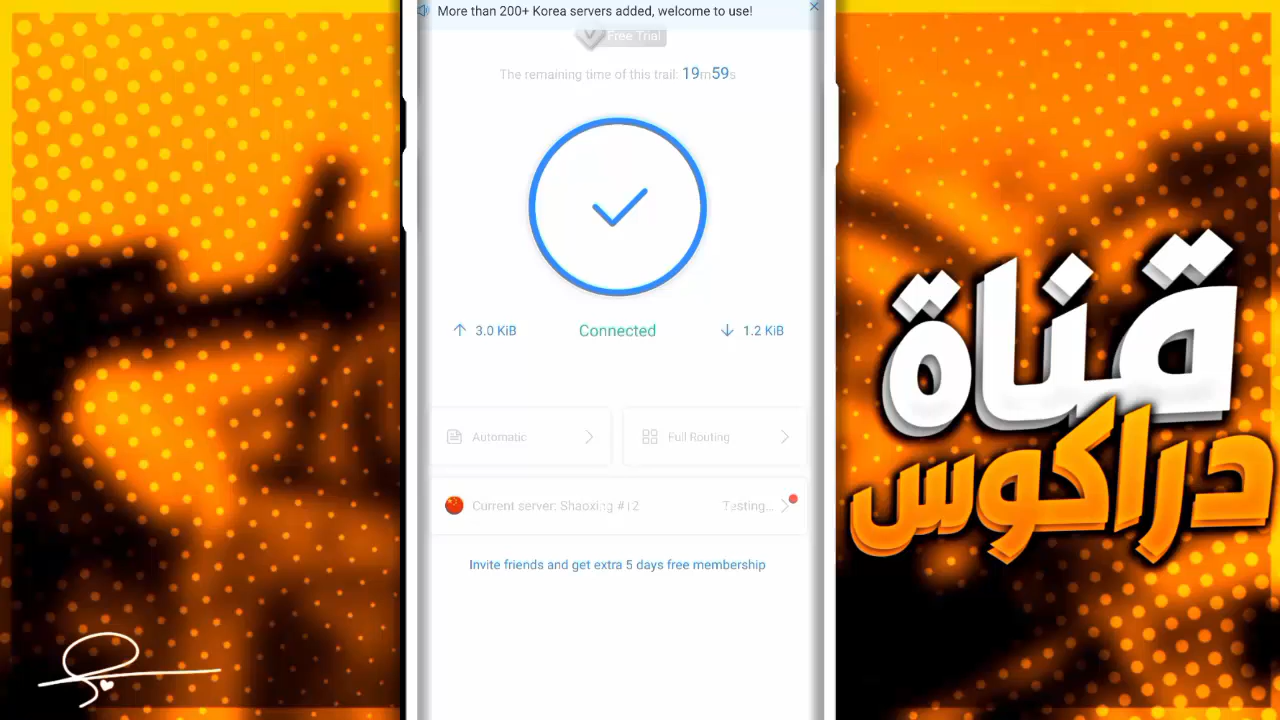 More than 200+ Korea servers added, welcome to use!
Free Trial
The remaining time of this trail: 19m59s
3.0 KiB
Connected
1.2 KiB
Automatic
Full Routing
Current server: Shaoxing #12
Testing...
Invite friends and get extra 5 days free membership
قناة
دراكوس